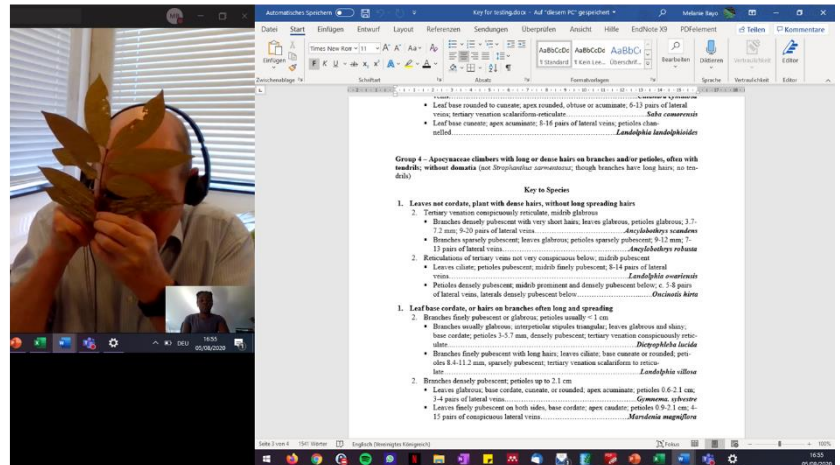 MB
16:55
DEU
05/08/2020
Automatisches Speichern
Key for testing.docx - Auf "diesem PC" gespeichert
Melanie Bayo
Datei Start Einfügen Entwurf Layout Referenzen Sendungen Überprüfen Ansicht Hilfe EndNote X9 PDFelement Teilen Kommentare
Times New Rom 11
Einfügen
F K U
AaBbCcDc AaBbCcDc AaBbCc
1 Standard 1 Kein Lee... Überschrif...
Bearbeiten
Diktieren
Vertraulichkeit
Editor
Zwischenablage Schriftart Absatz Formatvorlagen Sprache Vertraulichkeit Editor
Leaf base rounded to cuneate; apex rounded, obtuse or acuminate; 6-13 pairs of lateral
veins; tertiary venation scalariform-reticulate Saba comorensis
Leaf base cuneate; apex acuminate; 8-16 pairs of lateral veins; petioles chan-
nelled Landolphia landolphioides
Group 4 – Apocynaceae climbers with long or dense hairs on branches and/or petioles, often with
tendrils; without domatia (not Strophanthus sarmentosus; though branches have long hairs; no ten-
drils)
Key to Species
1. Leaves not cordate, plant with dense hairs, without long spreading hairs
2. Tertiary venation conspicuously reticulate, midrib glabrous
Branches densely pubescent with very short hairs; leaves glabrous, petioles glabrous; 3.7-
7.2 mm; 9-20 pairs of lateral veins Ancylobothrys scandens
Branches sparsely pubescent; leaves glabrous; petioles sparsely pubescent; 9-12 mm; 7-
13 pairs of lateral veins Ancylobothrys robusta
2. Reticulations of tertiary veins not very conspicuous below; midrib pubescent
Leaves ciliate; petioles pubescent; midrib finely pubescent; 8-14 pairs of lateral
veins Landolphia owariensis
Petioles densely pubescent; midrib prominent and densely pubescent below; c. 5-8 pairs
of lateral veins, laterals densely pubescent below Oncinotis hirta
1. Leaf base cordate, or hairs on branches often long and spreading
2. Branches finely pubescent or glabrous; petioles usually < 1 cm
Branches usually glabrous, interpetiolar stipules triangular; leaves glabrous and shiny;
base cordate; petioles 3-5.7 mm, densely pubescent; tertiary venation conspicuously retic-
ulate Dictyophleba lucida
Branches finely pubescent with long hairs; leaves ciliate; base cuneate or rounded; peti-
oles 8.4-11.2 mm, sparsely pubescent; tertiary venation scalariform to reticu-
late Landolphia villosa
2. Branches densely pubescent; petioles up to 2.1 cm
Leaves glabrous; base cordate, cuneate, or rounded; apex acuminate; petioles 0.6-2.1 cm;
3-4 pairs of lateral veins Gymnema. sylvestre
Leaves finely pubescent on both sides, base cordate; apex caudate; petioles 0.9-2.1 cm; 4-
15 pairs of conspicuous lateral veins Marsdenia magniflora
Seite 3 von 4 1541 Wörter Englisch (Vereinigtes Königreich) Fokus 100%
16:55
05/08/2020